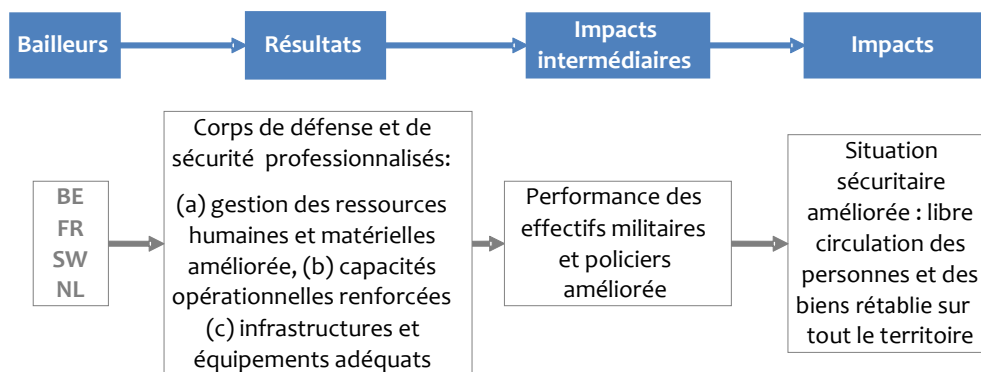 Bailleurs
Résultats
Impacts
intermédiaires
Impacts
BE
FR
SW
NL
Corps de défense et de
sécurité professionnalisés:
(a) gestion des ressources
humaines et matérielles
améliorée, (b) capacités
opérationnelles renforcées
(c) infrastructures et
équipements adéquats
Performance des
effectifs militaires
et policiers
améliorée
Situation
sécuritaire
améliorée : libre
circulation des
personnes et des
biens rétablie sur
tout le territoire